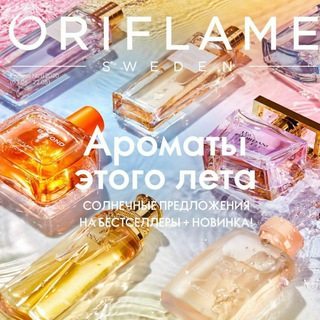 ORIFLAME
SWEDEN
Ароматы
этого лета
СОЛНЕЧНЫЕ ПРЕДЛОЖЕНИЯ
НА БЕСТСЕЛЛЕРЫ + НОВИНКА!